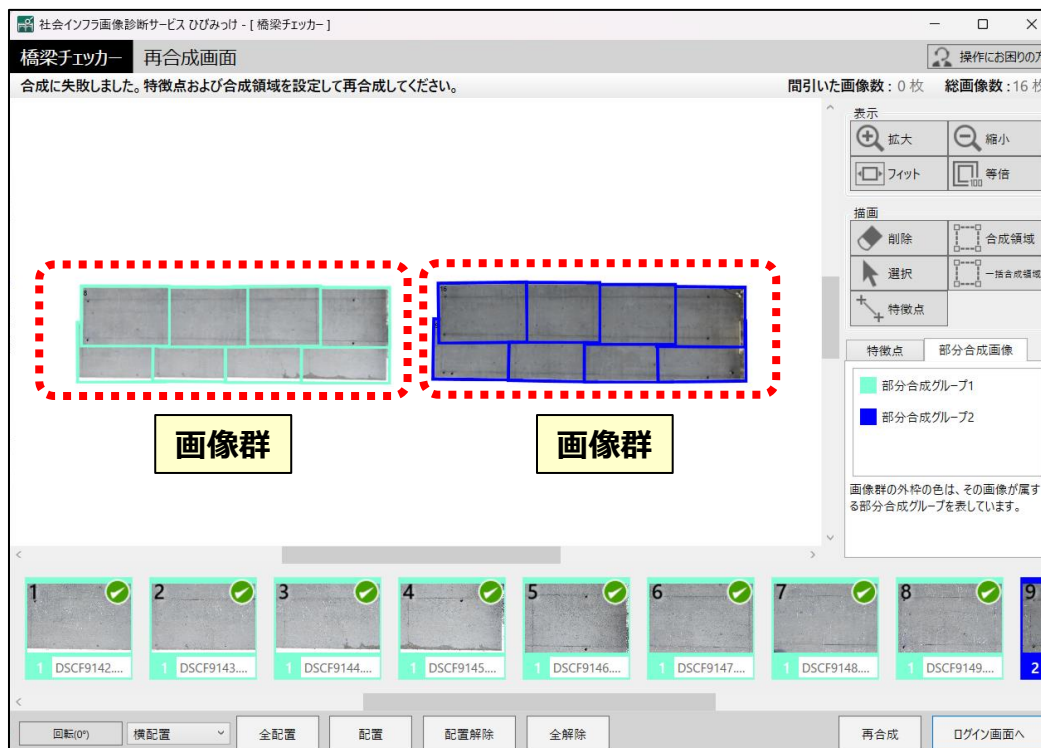 社会インフラ画像診断サービス ひびみっけ - [ 橋梁チェッカー ]
橋梁チェッカー 再合成画面
操作にお困りの方
合成に失敗しました。特徴点および合成領域を設定して再合成してください。
間引いた画像数 : 0 枚 総画像数 : 16 枚
表示
拡大 縮小
フィット 等倍
100
描画
削除 合成領域
選択 一括合成領域
特徴点
特徴点 部分合成画像
部分合成グループ1
部分合成グループ2
画像群の外枠の色は、その画像が属す
る部分合成グループを表しています。
画像群 画像群
1 2 3 4 5 6 7 8 9
1 DSCF9142.... 1 DSCF9143.... 1 DSCF9144.... 1 DSCF9145.... 1 DSCF9146.... 1 DSCF9147.... 1 DSCF9148.... 1 DSCF9149.... 2
回転(0°) 横配置 全配置 配置 配置解除 全解除 再合成 ログイン画面へ